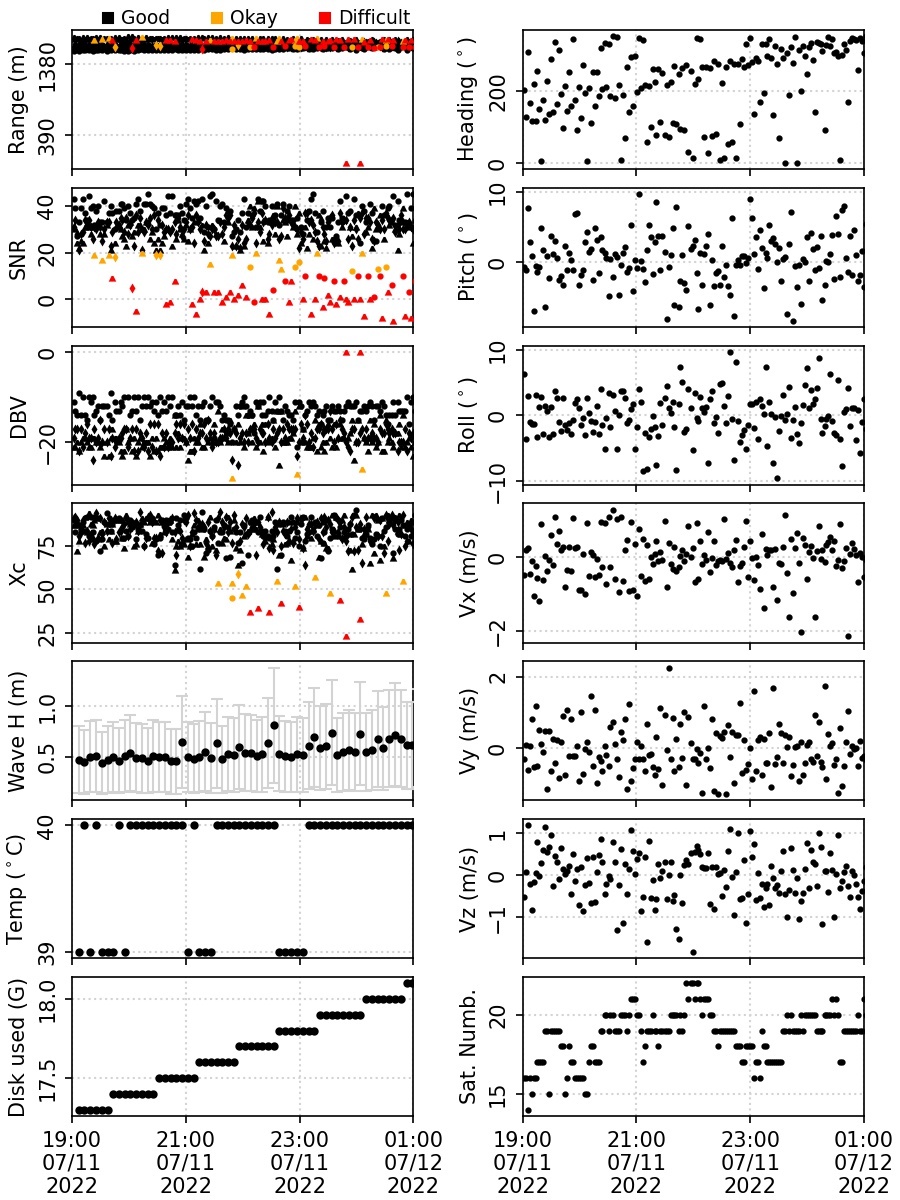 Good Okay Difficult
Range (m)
1380
390
Heading (°)
200
0
SNR
40
20
0
Pitch (°)
10
0
DBV
0
−20
Roll (°)
10
0
−10
Xc
75
50
25
Vx (m/s)
0
−2
Wave H (m)
1.0
0.5
Vy (m/s)
2
0
Temp (°C)
40
39
Vz (m/s)
1
0
−1
Disk used (G)
18.0
17.5
Sat. Numb.
20
15
19:00 21:00 23:00 01:00 19:00 21:00 23:00 01:00
07/11 07/11 07/11 07/12 07/11 07/11 07/11 07/12
2022 2022 2022 2022 2022 2022 2022 2022